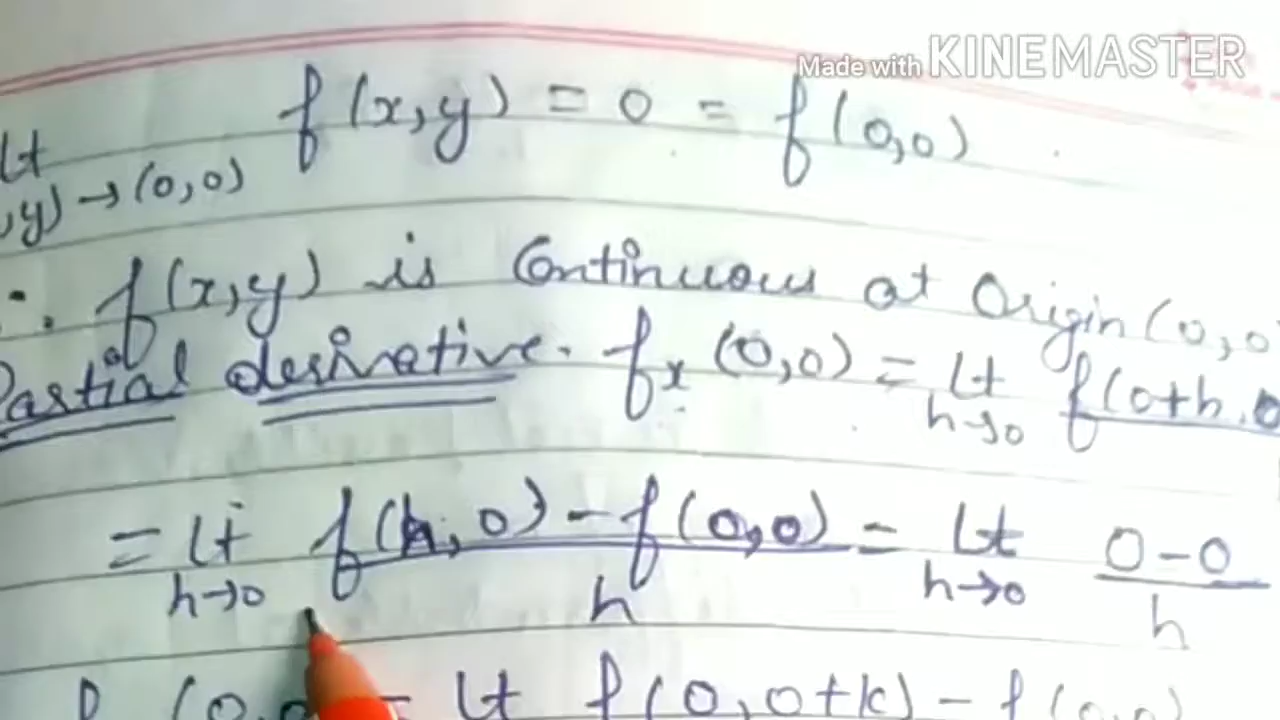 Made with KINEMASTER
f(x,y) = 0 = f(0,0)
Lt
,y) → (0,0)
∴ f(x,y) is Continuous at Origin (0,0
Partial derivative. fx (0,0) = Lt f(0+h,0
h→0
= Lt f(h,0) - f(0,0) = Lt 0-0
h→0 h h→0 h
(0,0 = Lt f(0,0+k) - f(0,0)